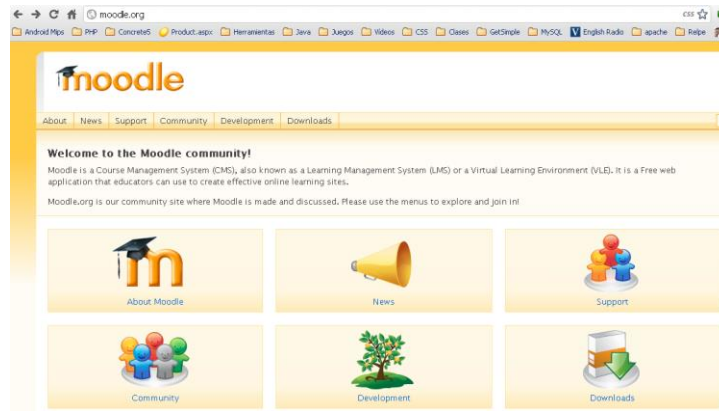 moodle.org
CSS
Android Mips PHP Concrete5 Product.aspx Herramientas Java Juegos Videos CSS Clases GetSimple MySQL V English Radio apache Relpe
moodle
About News Support Community Development Downloads
Welcome to the Moodle community!
Moodle is a Course Management System (CMS), also known as a Learning Management System (LMS) or a Virtual Learning Environment (VLE). It is a Free web
application that educators can use to create effective online learning sites.
Moodle.org is our community site where Moodle is made and discussed. Please use the menus to explore and join in!
m
About Moodle News Support
Community Development Downloads